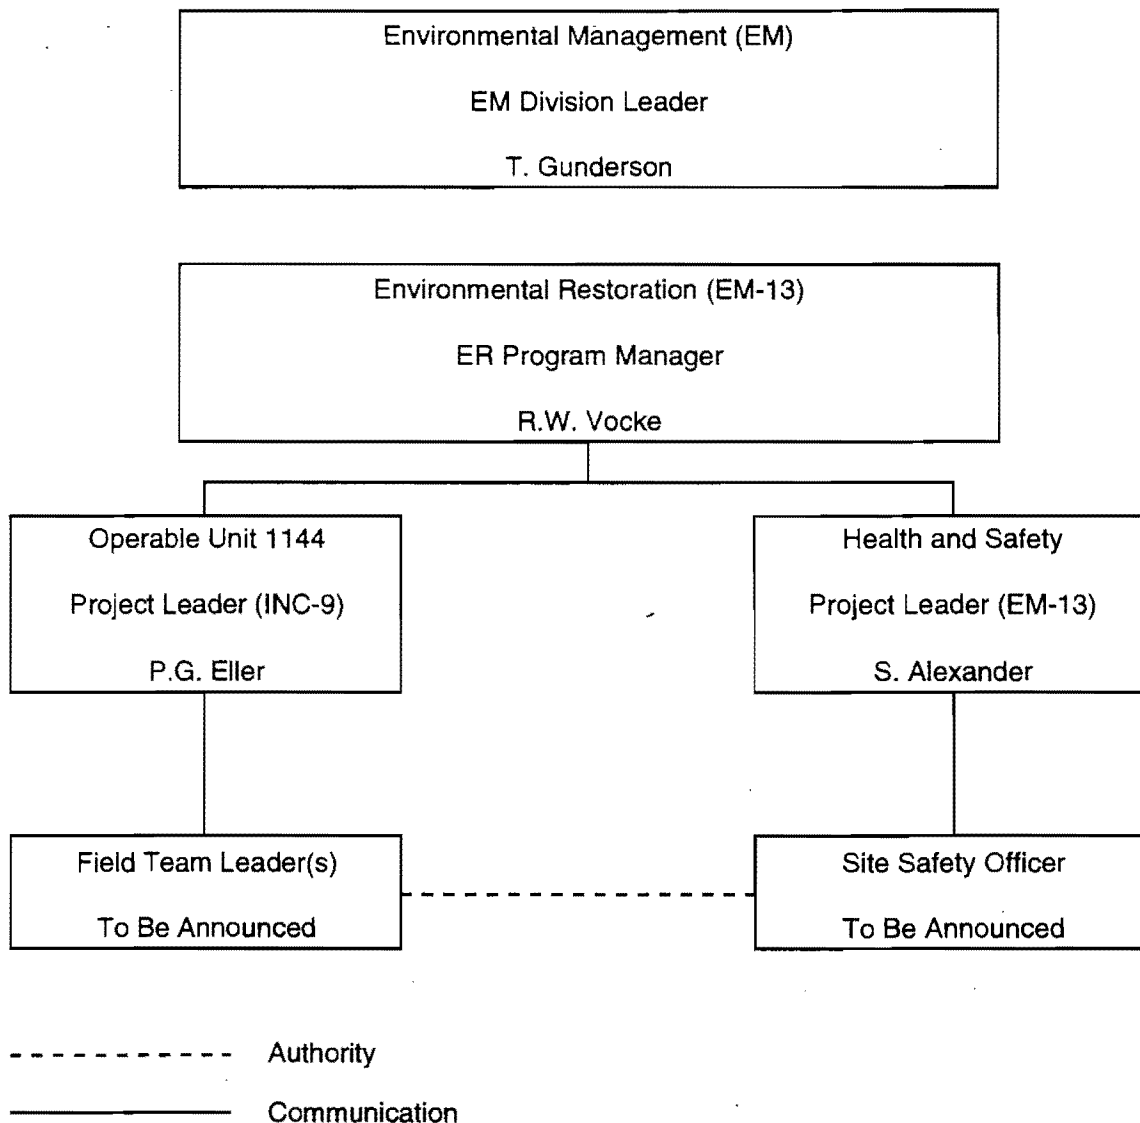 Environmental Management (EM)
EM Division Leader
T. Gunderson
Environmental Restoration (EM-13)
ER Program Manager
R.W. Vocke
Operable Unit 1144
Project Leader (INC-9)
P.G. Eller
Health and Safety
Project Leader (EM-13)
S. Alexander
Field Team Leader(s)
To Be Announced
Site Safety Officer
To Be Announced
Authority
Communication